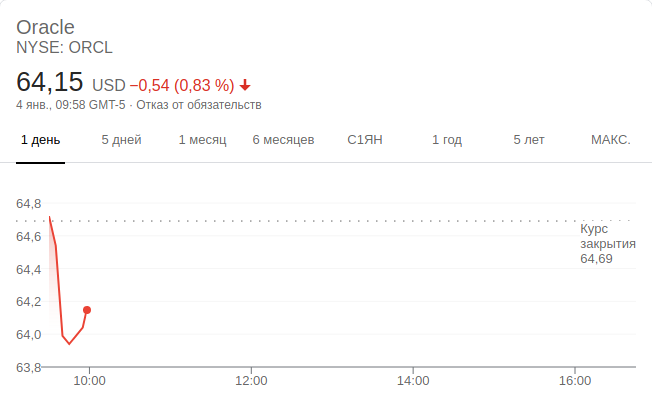 Oracle
NYSE: ORCL
64,15 USD −0,54 (0,83 %)
4 янв., 09:58 GMT-5 · Отказ от обязательств
1 день 5 дней 1 месяц 6 месяцев С1ЯН 1 год 5 лет МАКС.
64,8
64,6
64,4
64,2
64,0
63,8
Курс
закрытия
64,69
10:00 12:00 14:00 16:00